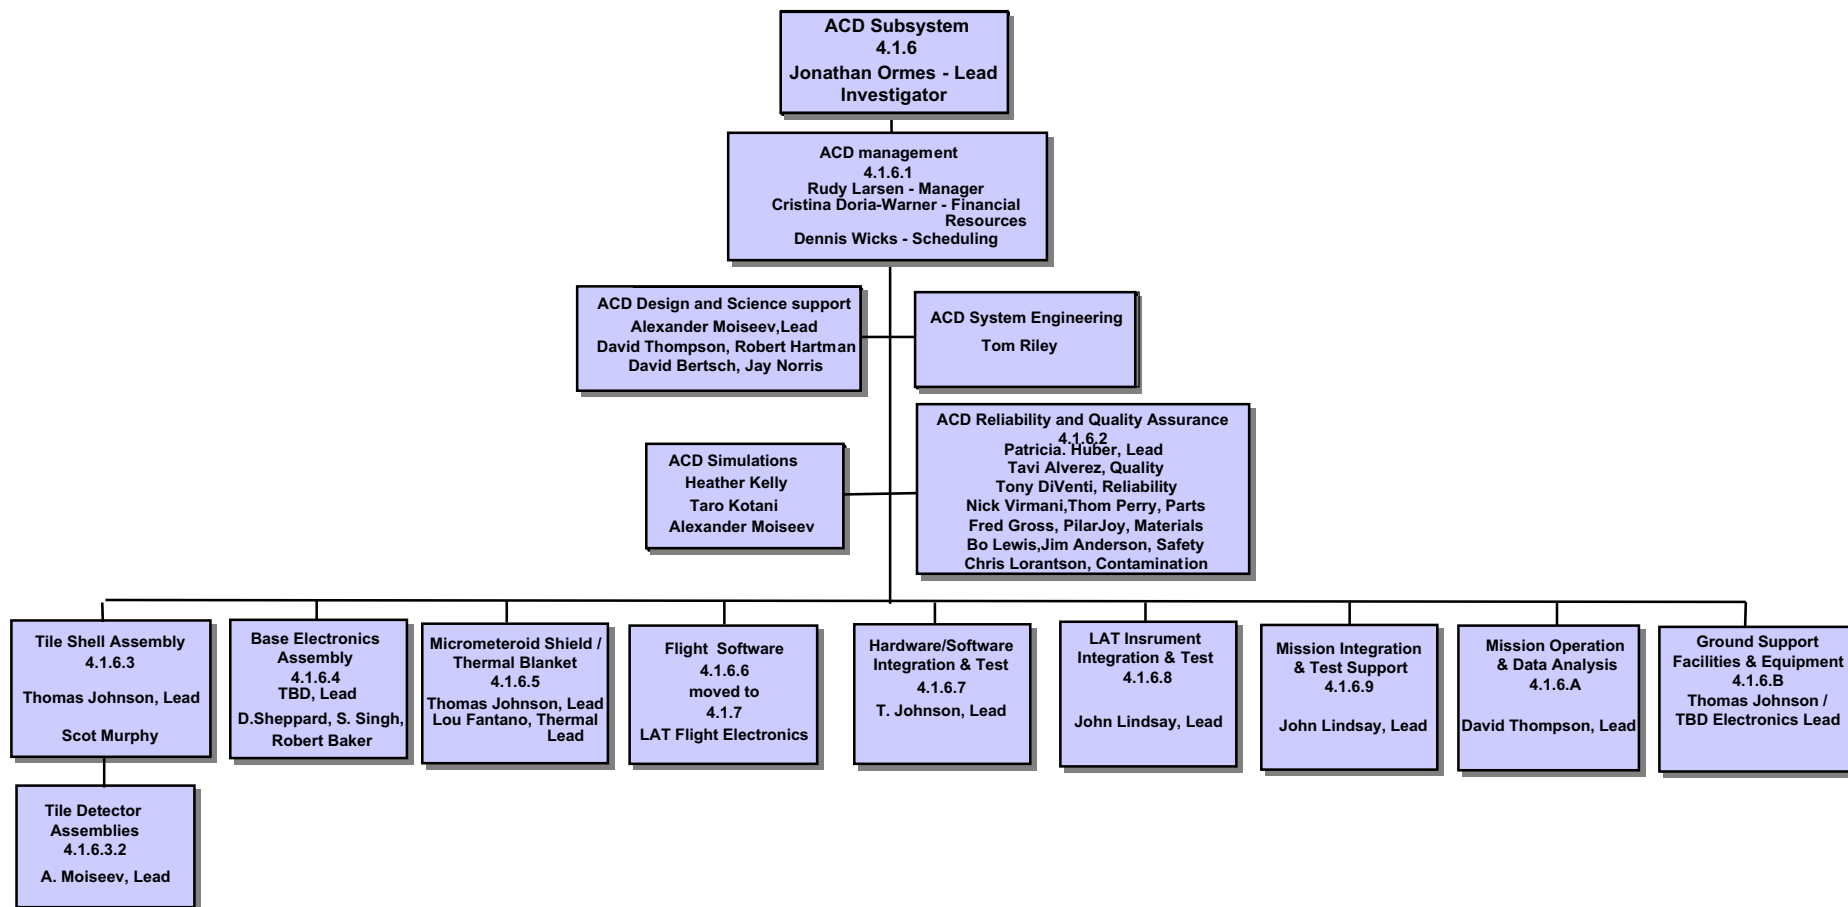 ACD Subsystem
4.1.6
Jonathan Ormes - Lead
Investigator
ACD management
4.1.6.1
Rudy Larsen - Manager
Cristina Doria-Warner - Financial
Resources
Dennis Wicks - Scheduling
ACD Design and Science support
Alexander Moiseev,Lead
David Thompson, Robert Hartman
David Bertsch, Jay Norris
ACD System Engineering
Tom Riley
ACD Simulations
Heather Kelly
Taro Kotani
Alexander Moiseev
ACD Reliability and Quality Assurance
4.1.6.2
Patricia. Huber, Lead
Tavi Alverez, Quality
Tony DiVenti, Reliability
Nick Virmani,Thom Perry, Parts
Fred Gross, PilarJoy, Materials
Bo Lewis,Jim Anderson, Safety
Chris Lorantson, Contamination
Tile Shell Assembly
4.1.6.3
Thomas Johnson, Lead
Scot Murphy
Base Electronics
Assembly
4.1.6.4
TBD, Lead
D.Sheppard, S. Singh,
Robert Baker
Micrometeroid Shield /
Thermal Blanket
4.1.6.5
Thomas Johnson, Lead
Lou Fantano, Thermal
Lead
Flight Software
4.1.6.6
moved to
4.1.7
LAT Flight Electronics
Hardware/Software
Integration & Test
4.1.6.7
T. Johnson, Lead
LAT Insrument
Integration & Test
4.1.6.8
John Lindsay, Lead
Mission Integration
& Test Support
4.1.6.9
John Lindsay, Lead
Mission Operation
& Data Analysis
4.1.6.A
David Thompson, Lead
Ground Support
Facilities & Equipment
4.1.6.B
Thomas Johnson /
TBD Electronics Lead
Tile Detector
Assemblies
4.1.6.3.2
A. Moiseev, Lead